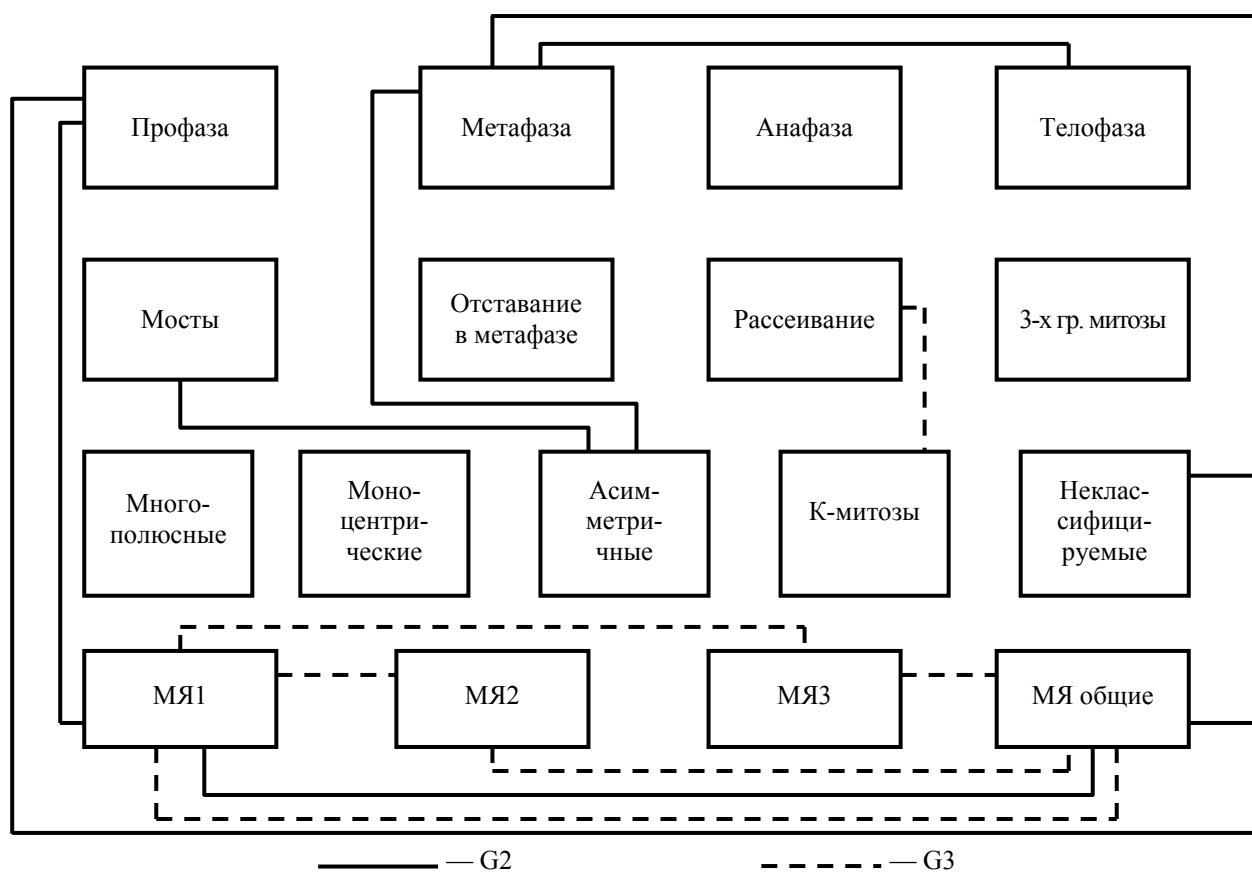 Профаза
Метафаза
Анафаза
Телофаза
Мосты
Отставание
в метафазе
Рассеивание
3-х гр. митозы
Много-
полюсные
Моно-
центри-
ческие
Асим-
метри-
чные
К-митозы
Неклас-
сифици-
руемые
МЯ1
МЯ2
МЯ3
МЯ общие
— G2
— G3